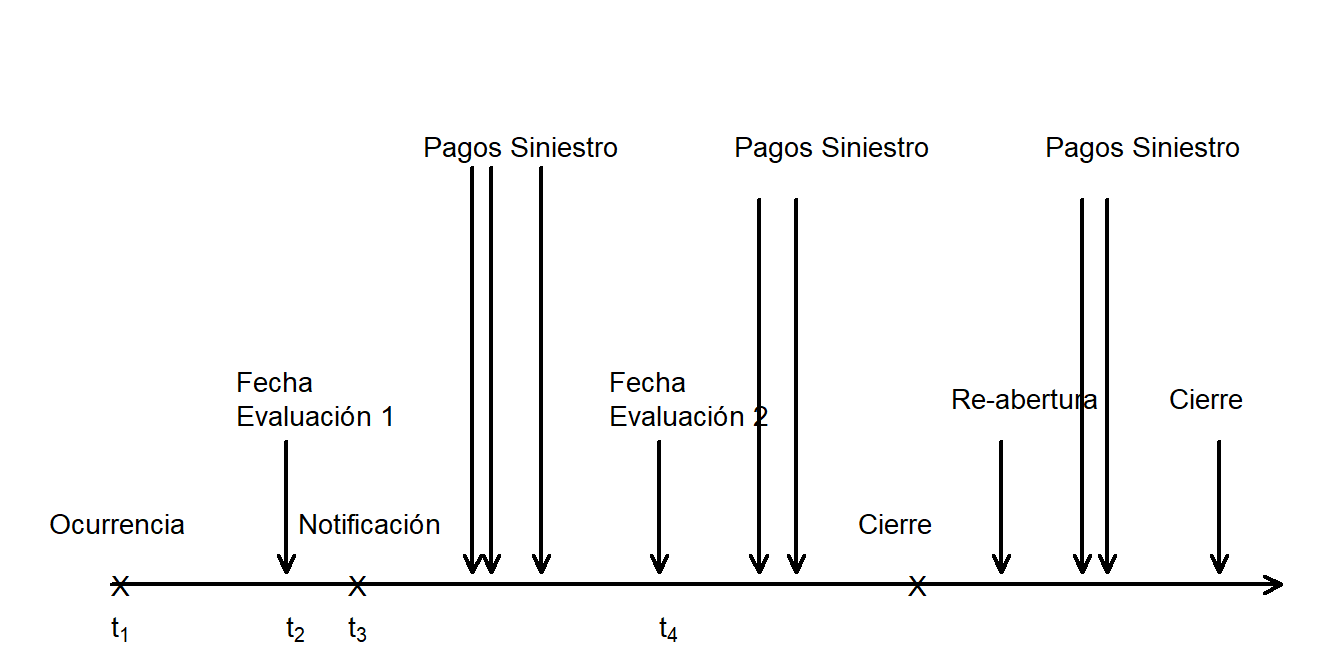 Pagos Siniestro
Pagos Siniestro
Pagos Siniestro
Fecha
Evaluación 1
Fecha
Evaluación 2
Re-abertura
Cierre
Ocurrencia
Notificación
Cierre
X
X
X
t₁
t₂
t₃
t₄